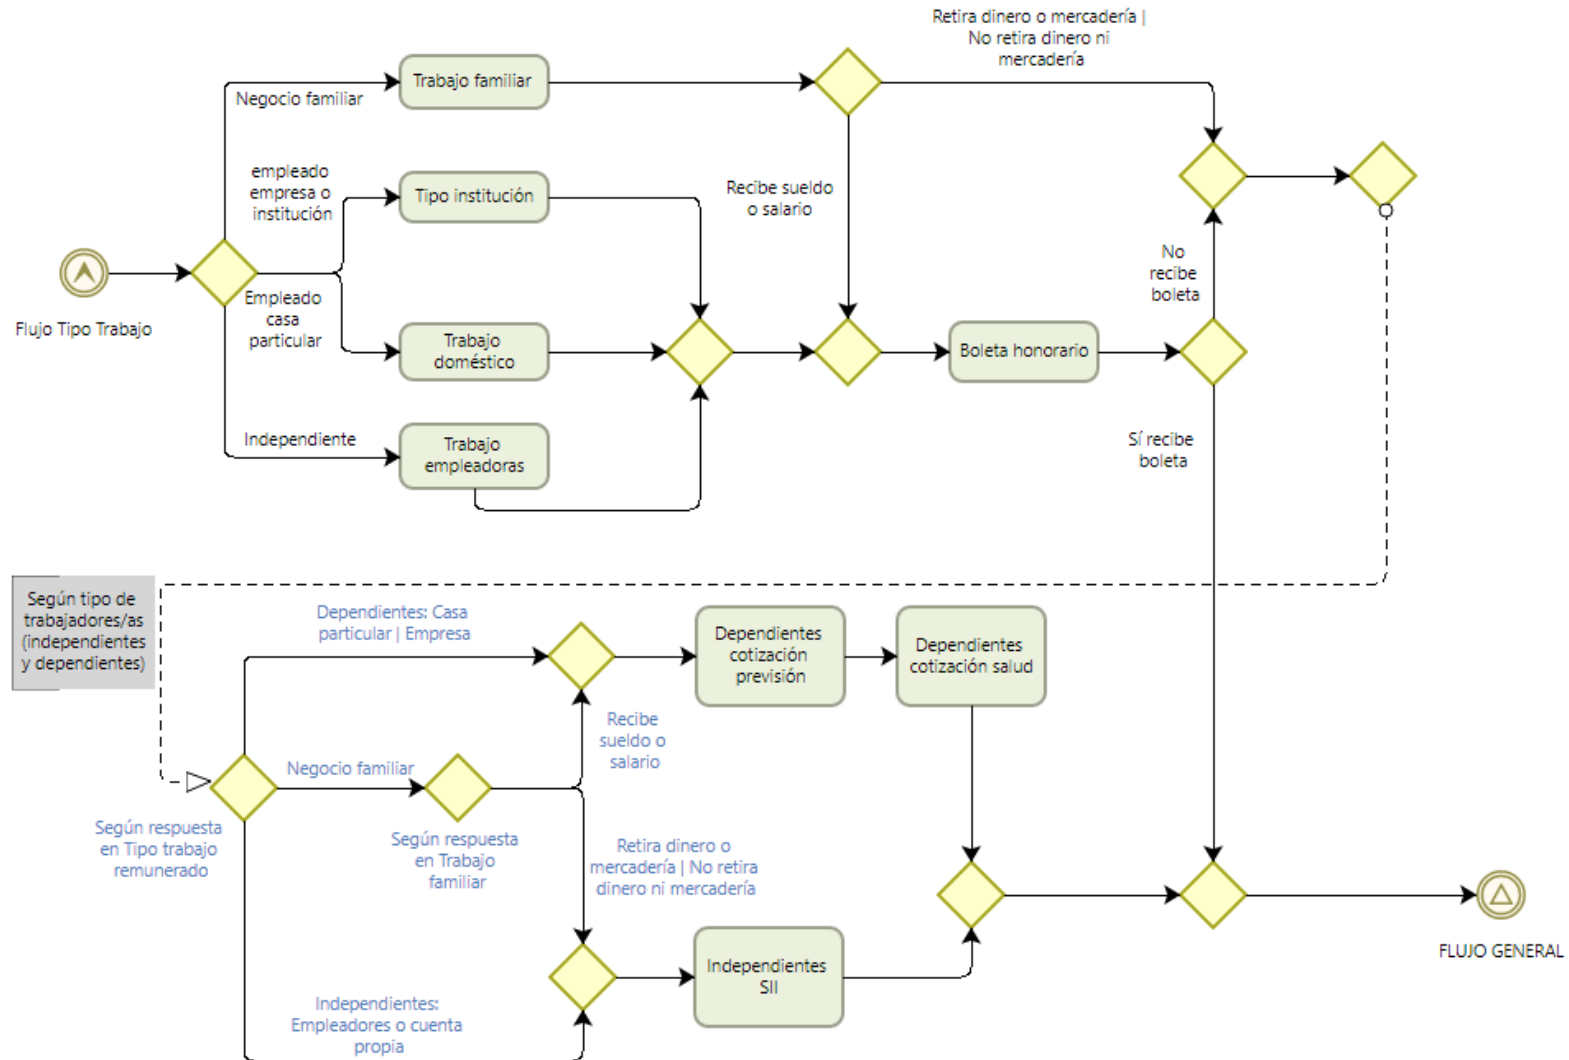 Retira dinero o mercadería |
No retira dinero ni
mercadería
Negocio familiar
Trabajo familiar
empleado
empresa o
institución
Tipo institución
Recibe sueldo
o salario
Flujo Tipo Trabajo
Empleado
casa
particular
Trabajo
doméstico
Boleta honorario
No
recibe
boleta
Independiente
Trabajo
empleadoras
Sí recibe
boleta
Según tipo de
trabajadores/as
(independientes
y dependientes)
Dependientes: Casa
particular | Empresa
Dependientes
cotización
previsión
Dependientes
cotización salud
Recibe
sueldo o
salario
Negocio familiar
Según respuesta
en Tipo trabajo
remunerado
Según respuesta
en Trabajo
familiar
Retira dinero o
mercadería | No retira
dinero ni mercadería
Independientes
SII
FLUJO GENERAL
Independientes:
Empleadores o cuenta
propia